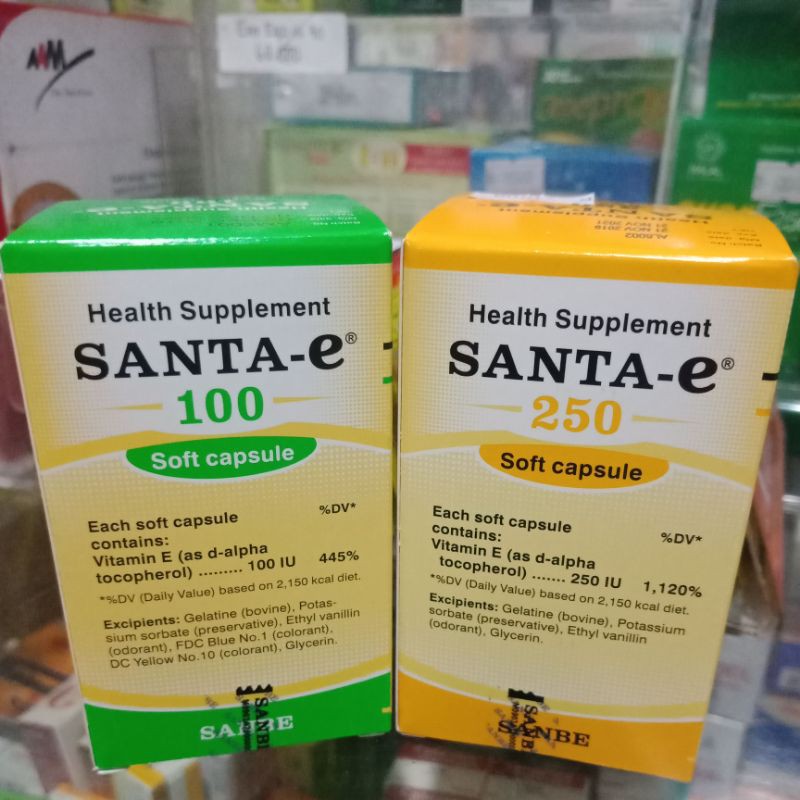 Health Supplement
SANTA-e®
100
Soft capsule
%DV*
Each soft capsule
contains:
Vitamin E (as d-alpha
tocopherol) ......... 100 IU 445%
*%DV (Daily Value) based on 2,150 kcal diet.
Excipients: Gelatine (bovine), Potas-
sium sorbate (preservative), Ethyl vanillin
(odorant), FDC Blue No.1 (colorant),
DC Yellow No.10 (colorant), Glycerin.
SANBE
SANBE
Health Supplement
SANTA-e®
250
Soft capsule
Each soft capsule
contains:
%DV*
Vitamin E (as d-alpha
tocopherol) ....... 250 IU 1,120%
*%DV (Daily Value) based on 2,150 kcal diet.
Excipients: Gelatine (bovine), Potassium
sorbate (preservative), Ethyl vanillin
(odorant), Glycerin.
SANBE
SANBE